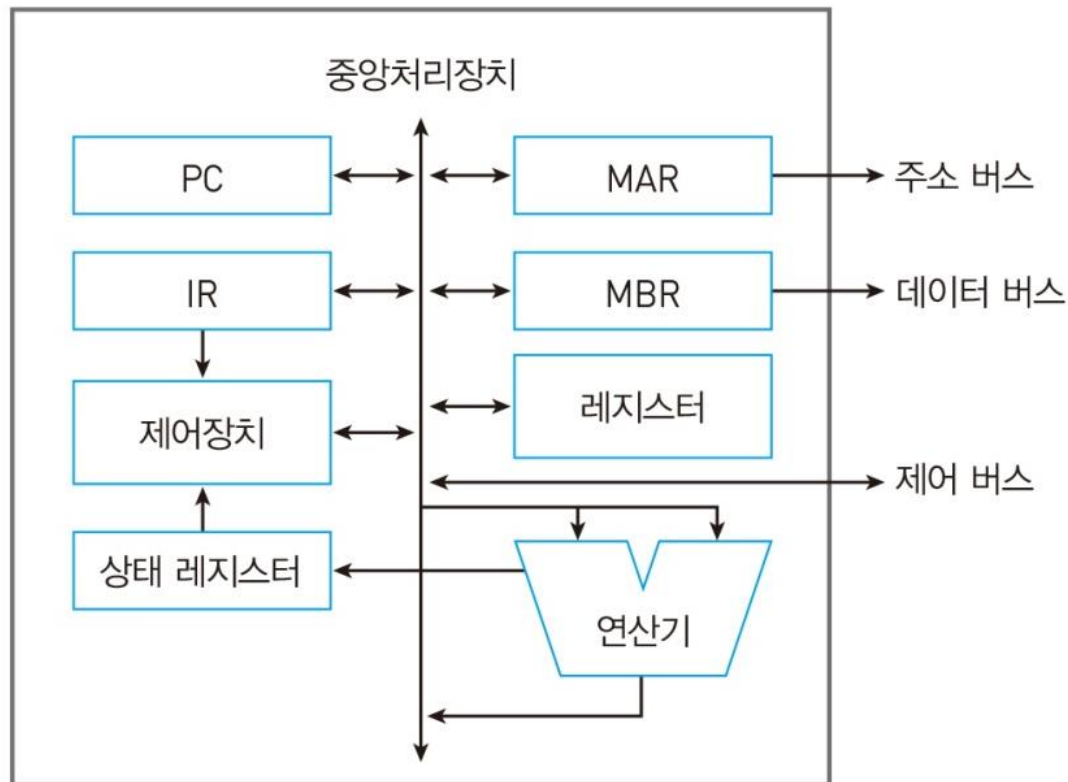 중앙처리장치
PC
MAR
주소 버스
IR
MBR
데이터 버스
제어장치
레지스터
제어 버스
상태 레지스터
연산기